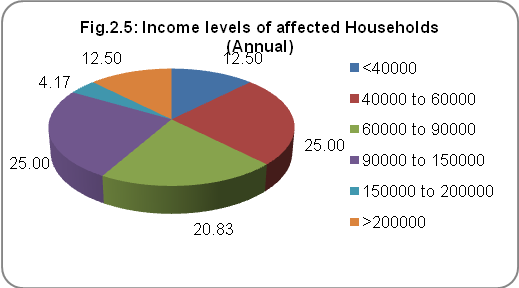 Fig.2.5: Income levels of affected Households
(Annual)
12.50
12.50
4.17
25.00
25.00
20.83
<40000
40000 to 60000
60000 to 90000
90000 to 150000
150000 to 200000
>200000